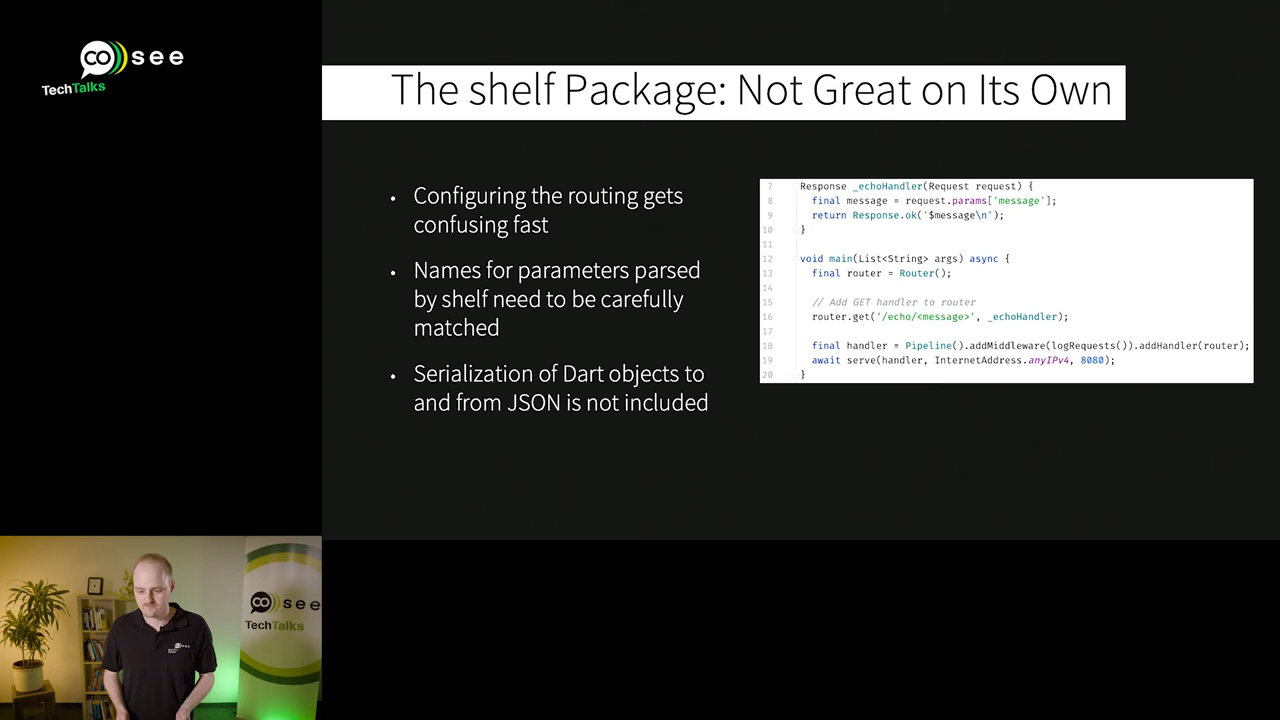 co see
TechTalks
The shelf Package: Not Great on Its Own
• Configuring the routing gets
confusing fast
• Names for parameters parsed
by shelf need to be carefully
matched
• Serialization of Dart objects to
and from JSON is not included
7 Response _echoHandler(Request request) {
8 final message = request.params['message'];
9 return Response.ok('$message\n');
10 }
11
12 void main(List<String> args) async {
13 final router = Router();
14
15 // Add GET handler to router
16 router.get('/echo/<message>', _echoHandler);
17
18 final handler = Pipeline().addMiddleware(logRequests()).addHandler(router);
19 await serve(handler, InternetAddress.anyIPv4, 8080);
20 }
co see
TechTalks
see